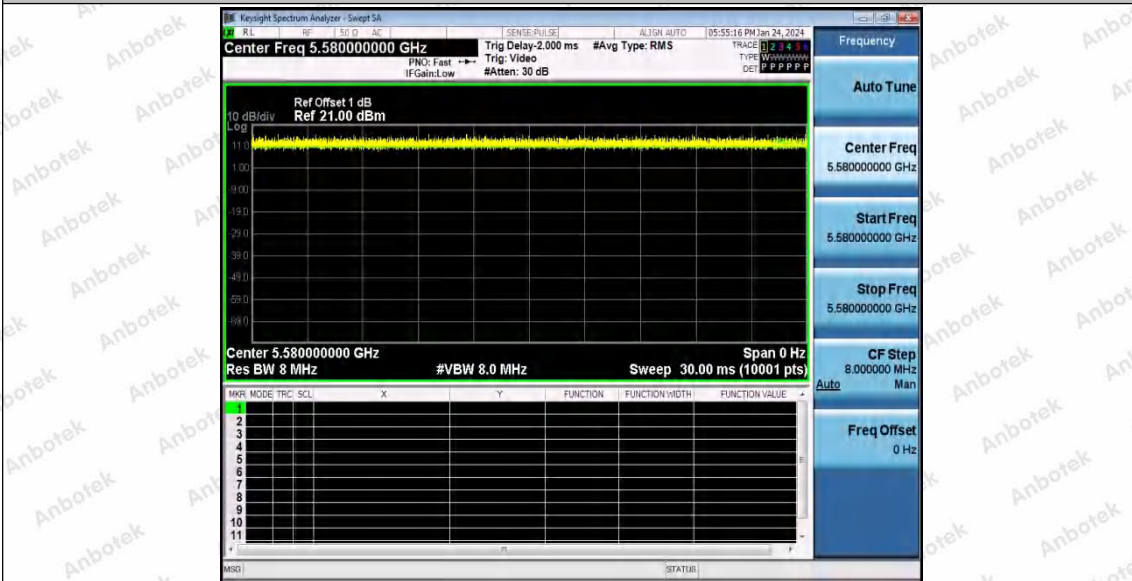 Keysight Spectrum Analyzer - Swept SA
LXI RL RF 50 Ω AC SENSE:PULSE ALIGN AUTO 05:55:16 PM Jan 24, 2024
Center Freq 5.580000000 GHz
PNO: Fast
IFGain:Low
Trig Delay-2.000 ms
Trig: Video
#Atten: 30 dB
#Avg Type: RMS
TRACE 1 2 3 4 5 6
TYPE W
DET P P P P P P
Ref Offset 1 dB
10 dB/div Ref 21.00 dBm
Log
11.0
1.00
-9.00
-19.0
-29.0
-39.0
-49.0
-59.0
-69.0
Center 5.580000000 GHz Span 0 Hz
Res BW 8 MHz #VBW 8.0 MHz Sweep 30.00 ms (10001 pts)
MKR MODE TRC SCL X Y FUNCTION FUNCTION WIDTH FUNCTION VALUE
1
2
3
4
5
6
7
8
9
10
11
MSG STATUS
Frequency
Auto Tune
Center Freq
5.580000000 GHz
Start Freq
5.580000000 GHz
Stop Freq
5.580000000 GHz
CF Step
8.000000 MHz
Auto Man
Freq Offset
0 Hz
Anbotek